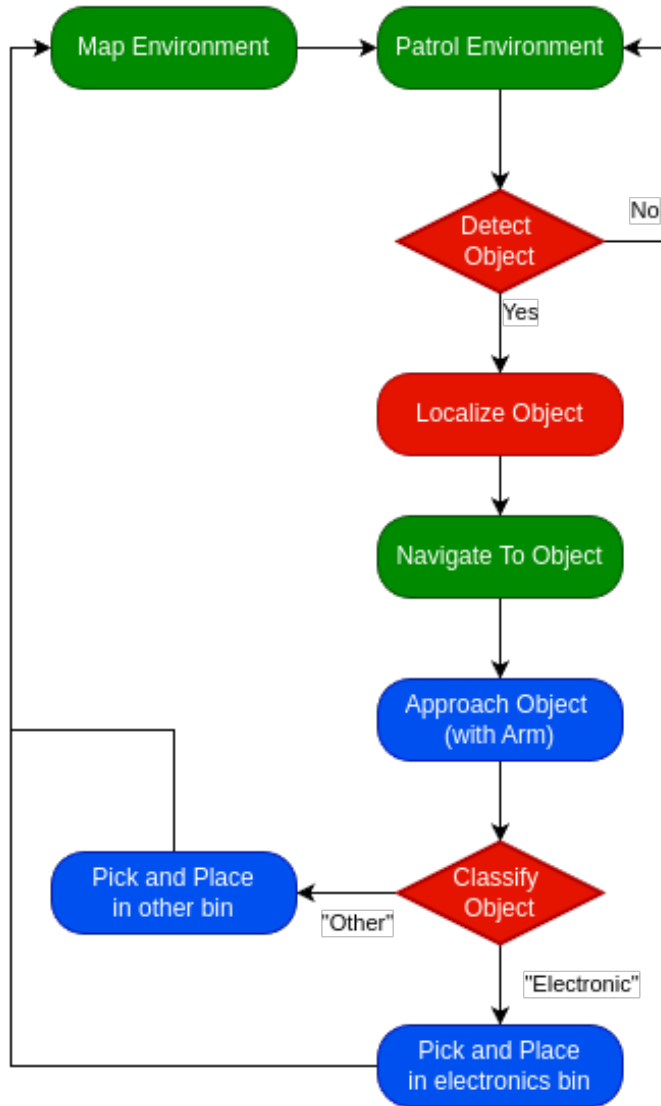 Map Environment
Patrol Environment
Detect
Object
No
Yes
Localize Object
Navigate To Object
Approach Object
(with Arm)
Classify
Object
Pick and Place
in other bin
"Other"
"Electronic"
Pick and Place
in electronics bin